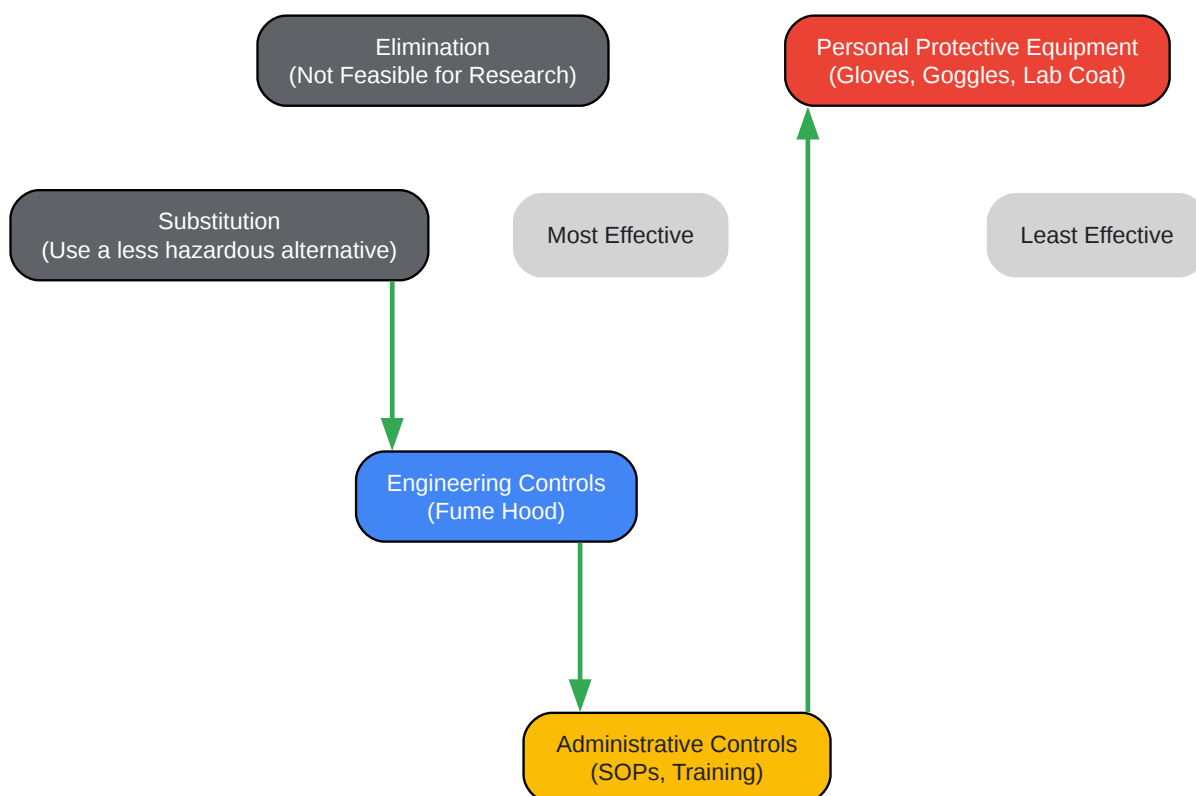 Elimination
(Not Feasible for Research)
Personal Protective Equipment
(Gloves, Goggles, Lab Coat)
Substitution
(Use a less hazardous alternative)
Most Effective
Least Effective
Engineering Controls
(Fume Hood)
Administrative Controls
(SOPs, Training)